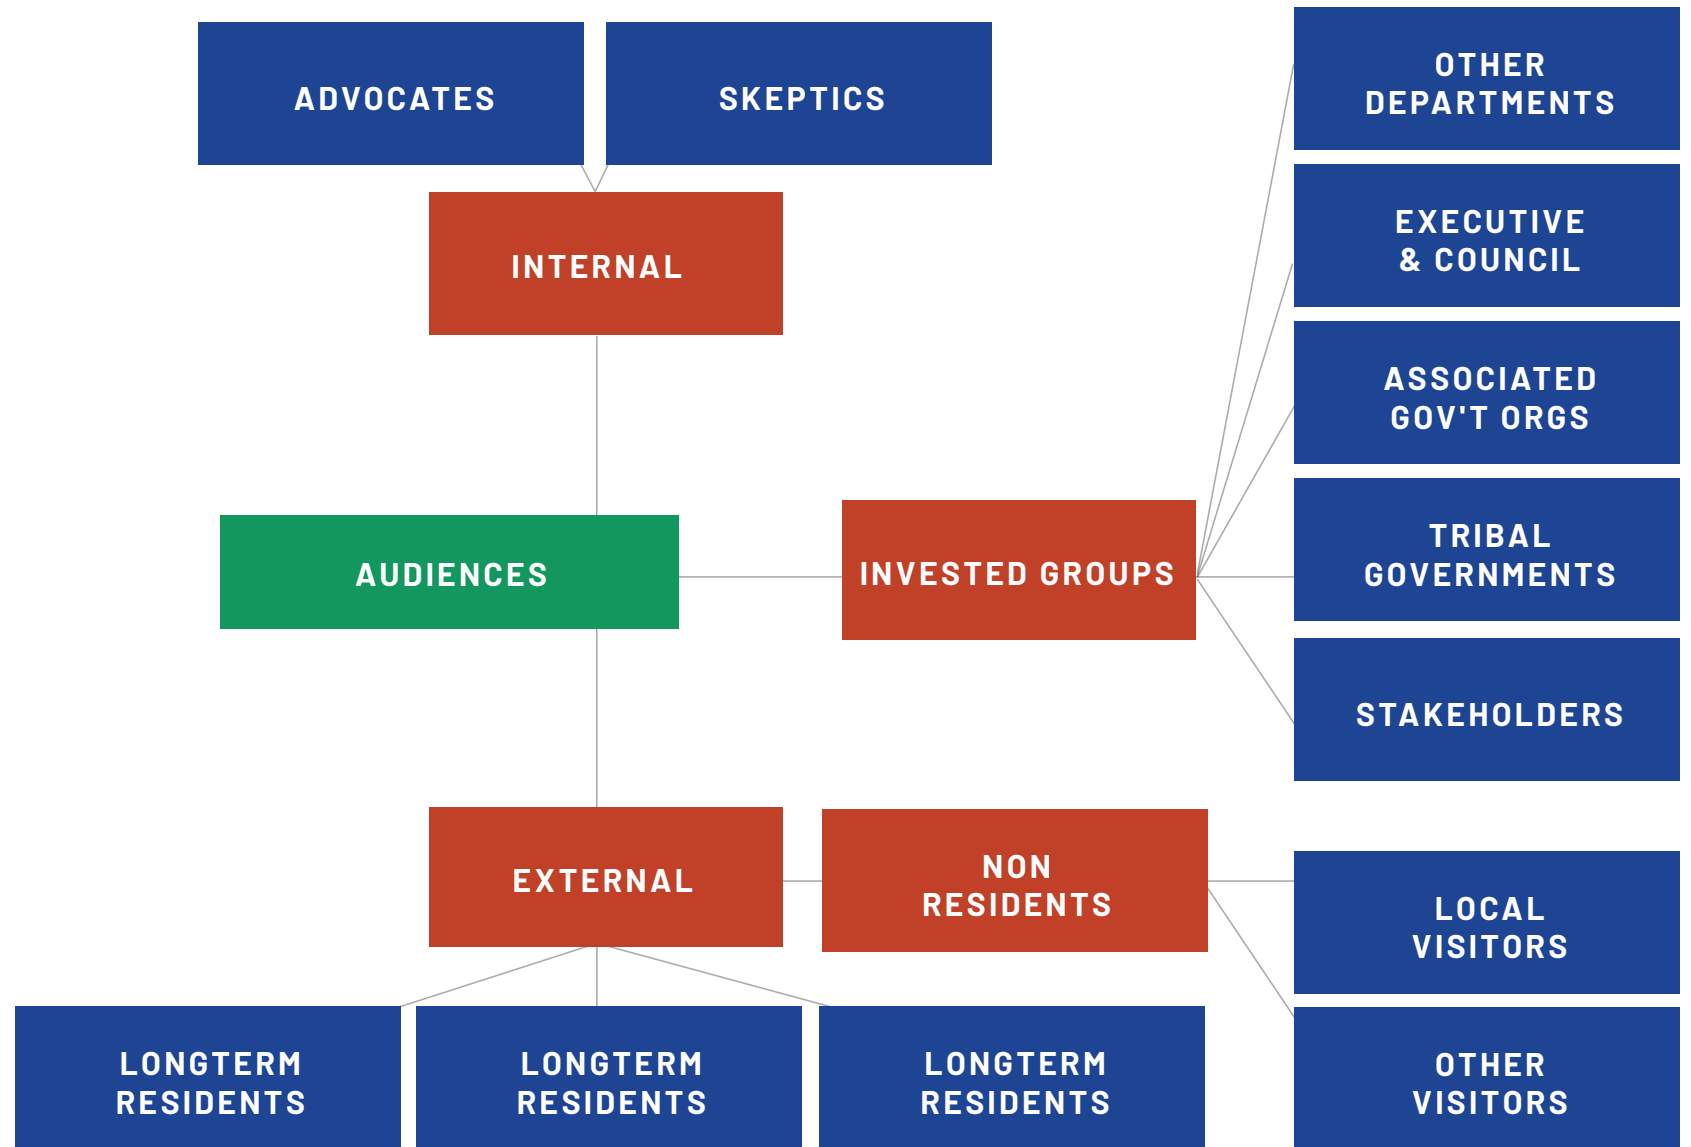 ADVOCATES
SKEPTICS
INTERNAL
AUDIENCES
INVESTED GROUPS
OTHER
DEPARTMENTS
EXECUTIVE
& COUNCIL
ASSOCIATED
GOV'T ORGS
TRIBAL
GOVERNMENTS
STAKEHOLDERS
EXTERNAL
NON
RESIDENTS
LOCAL
VISITORS
OTHER
VISITORS
LONGTERM
RESIDENTS
LONGTERM
RESIDENTS
LONGTERM
RESIDENTS